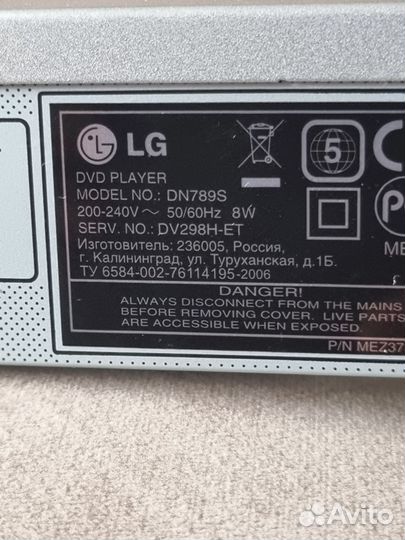 LG
DVD PLAYER
MODEL NO.: DN789S
200-240V~ 50/60Hz 8W
SERV. NO.: DV298H-ET
Изготовитель: 236005, Россия,
г. Калининград, ул. Туруханская, д.1Б.
ТУ 6584-002-76114195-2006
5
DANGER!
ALWAYS DISCONNECT FROM THE MAINS
BEFORE REMOVING COVER. LIVE PARTS
ARE ACCESSIBLE WHEN EXPOSED.
P/N MEZ37
Avito